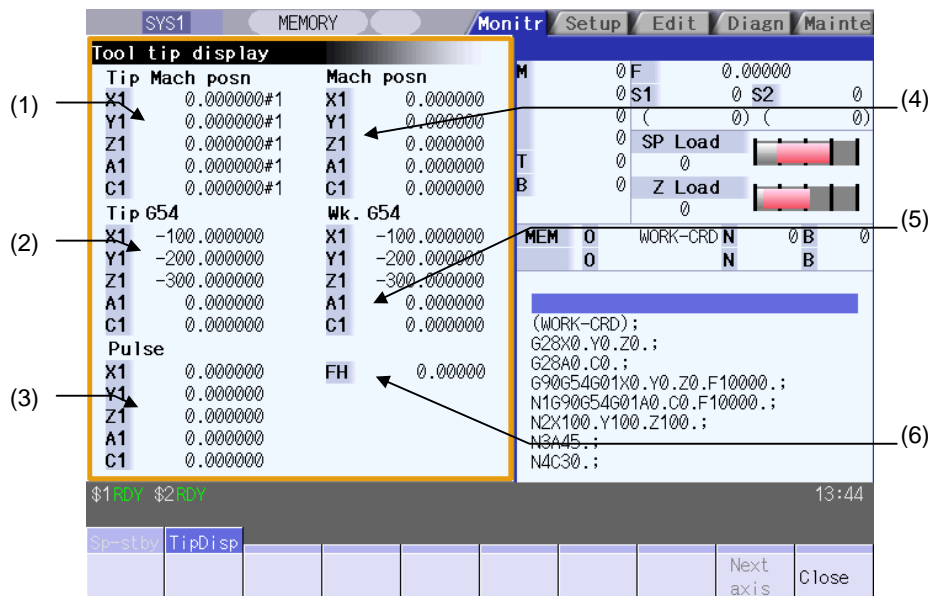 SYS1 MEMORY Monitr Setup Edit Diagn Mainte
Tool tip display
Tip Mach posn Mach posn
X1 0.000000#1 X1 0.000000
Y1 0.000000#1 Y1 0.000000
Z1 0.000000#1 Z1 0.000000
A1 0.000000#1 A1 0.000000
C1 0.000000#1 C1 0.000000
Tip G54 Wk. G54
X1 -100.000000 X1 -100.000000
Y1 -200.000000 Y1 -200.000000
Z1 -300.000000 Z1 -300.000000
A1 0.000000 A1 0.000000
C1 0.000000 C1 0.000000
Pulse
X1 0.000000 FH 0.00000
Y1 0.000000
Z1 0.000000
A1 0.000000
C1 0.000000
M 0 F 0.00000
0 S1 0 S2 0
0 ( 0) ( 0)
0 SP Load
T 0 0
B 0 Z Load
0
MEM O WORK-CRD N 0 B 0
O N B
(WORK-CRD);
G28X0.Y0.Z0.;
G28A0.C0.;
G90G54G01X0.Y0.Z0.F10000.;
N1G90G54G01A0.C0.F10000.;
N2X100.Y100.Z100.;
N3A45.;
N4C30.;
$1 RDY $2 RDY 13:44
Sp-stby TipDisp
Next axis Close
(1)
(2)
(3)
(4)
(5)
(6)